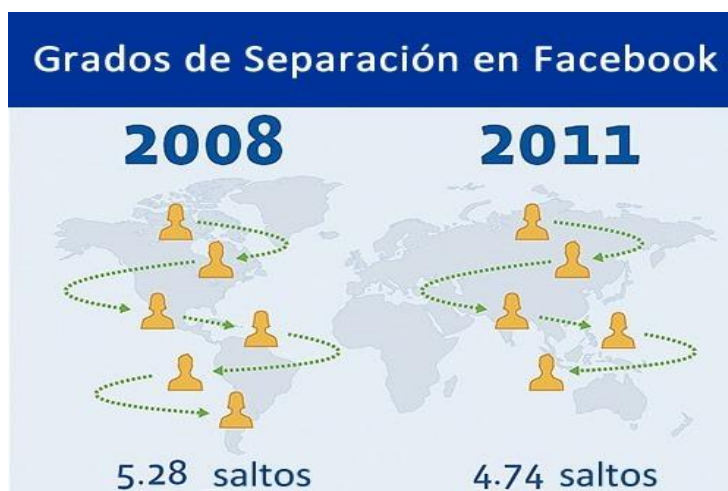 Grados de Separación en Facebook
2008
2011
5.28 saltos
4.74 saltos